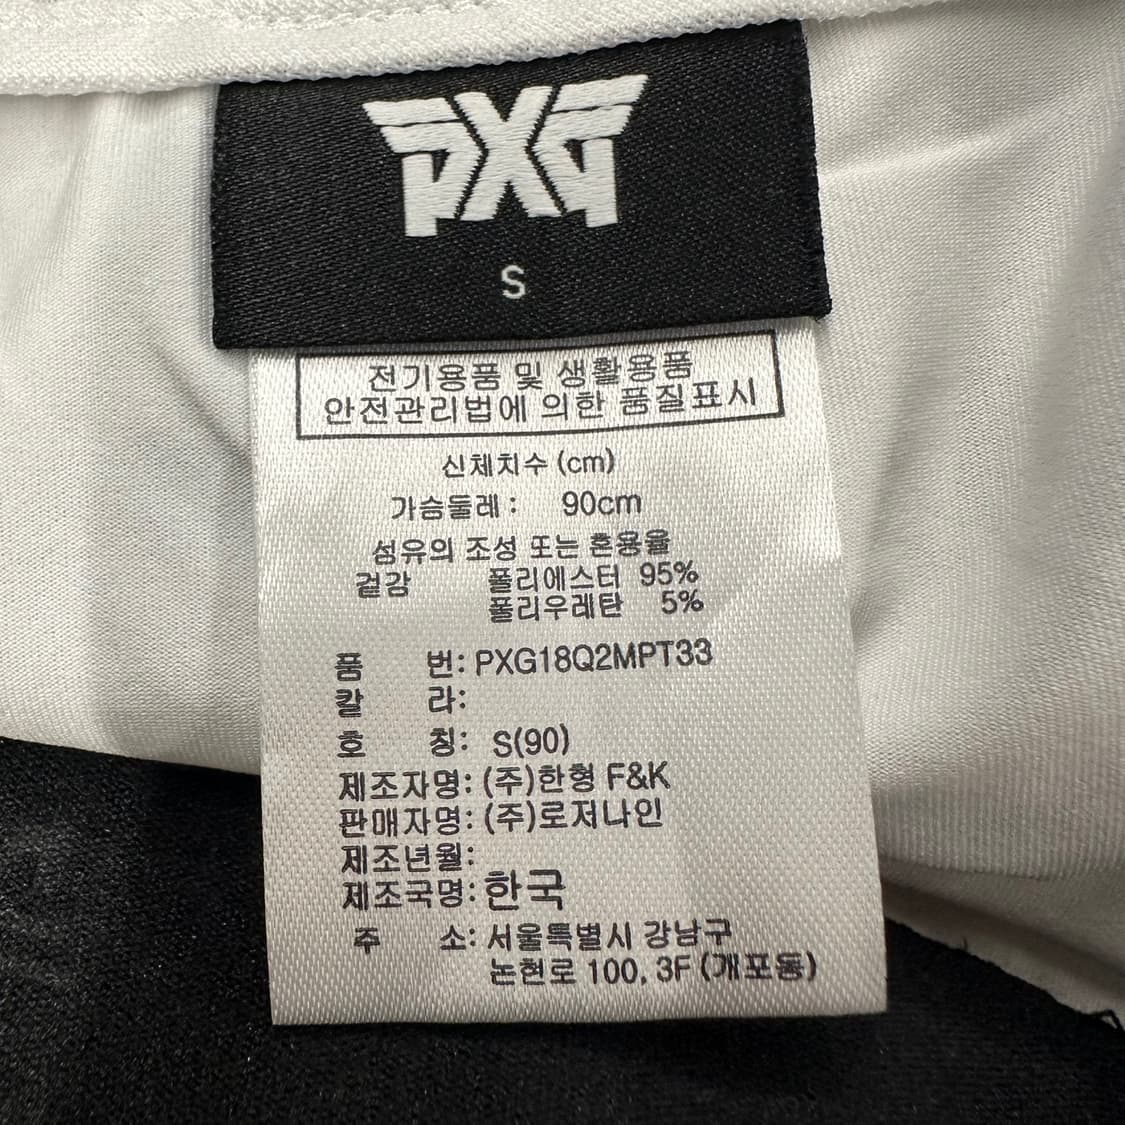 PXG
S
전기용품 및 생활용품
안전관리법에 의한 품질표시
신체치수 (cm)
가슴둘레 : 90cm
섬유의 조성 또는 혼용율
겉감 폴리에스터 95%
폴리우레탄 5%
품 번: PXG18Q2MPT33
칼 라:
호 칭: S(90)
제조자명: (주)한형 F&K
판매자명: (주)로저나인
제조년월:
제조국명: 한국
주 소: 서울특별시 강남구
논현로 100, 3F (개포동)